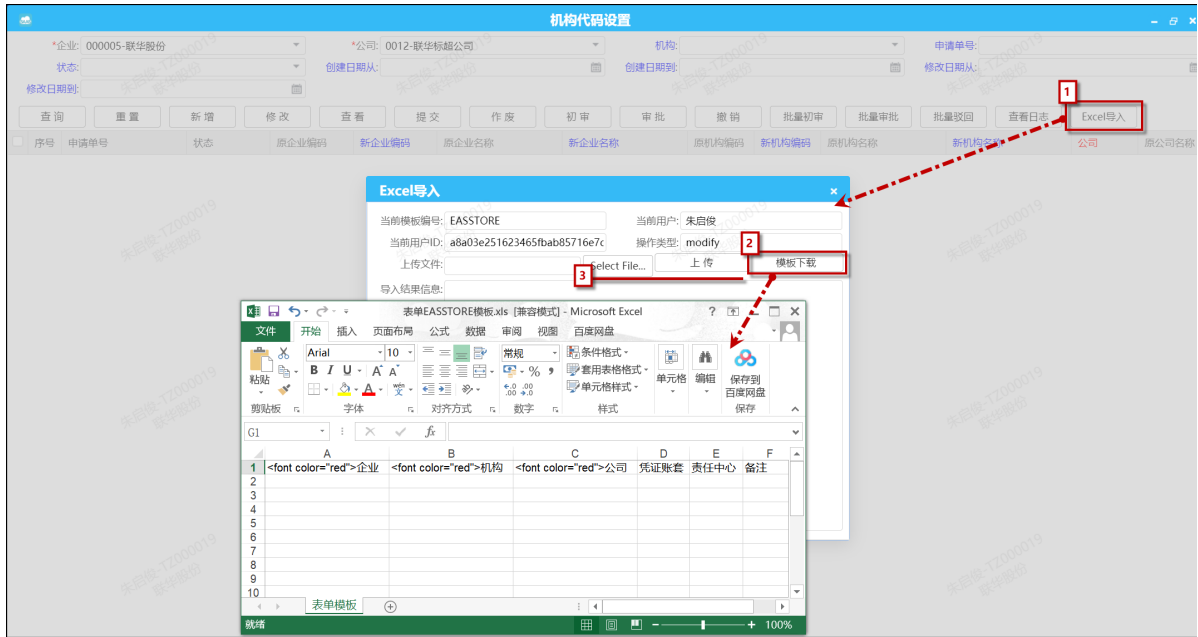 机构代码设置
*企业: 000005-联华股份 *公司: 0012-联华标超公司 机构: 申请单号:
状态: 创建日期从: 创建日期到: 修改日期从:
修改日期到:
1
查询 重置 新增 修改 查看 提交 作废 初审 审批 撤销 批量初审 批量审批 批量驳回 查看日志 Excel导入
序号 申请单号 状态 原企业编码 新企业编码 原企业名称 新企业名称 原机构编码 新机构编码 原机构名称 新机构名称 公司 原公司名称
Excel导入
当前模板编号: EASSTORE 当前用户: 朱启俊
当前用户ID: a8a03e251623465fbab85716e7c 操作类型: modify
2
上传文件: Select File... 上传 模板下载
3
导入结果信息:
表单EASSTORE模板.xls [兼容模式] - Microsoft Excel
文件 开始 插入 页面布局 公式 数据 审阅 视图 百度网盘
粘贴 Arial 10 常规 条件格式 套用表格格式 单元格样式 单元格 编辑 保存到 百度网盘
剪贴板 字体 对齐方式 数字 样式 保存
G1 fx
A B C D E F
1 <font color="red">企业 <font color="red">机构 <font color="red">公司 凭证账套 责任中心 备注
2
3
4
5
6
7
8
9
10
表单模板
就绪 100%
朱启俊-TZ000019
联华股份